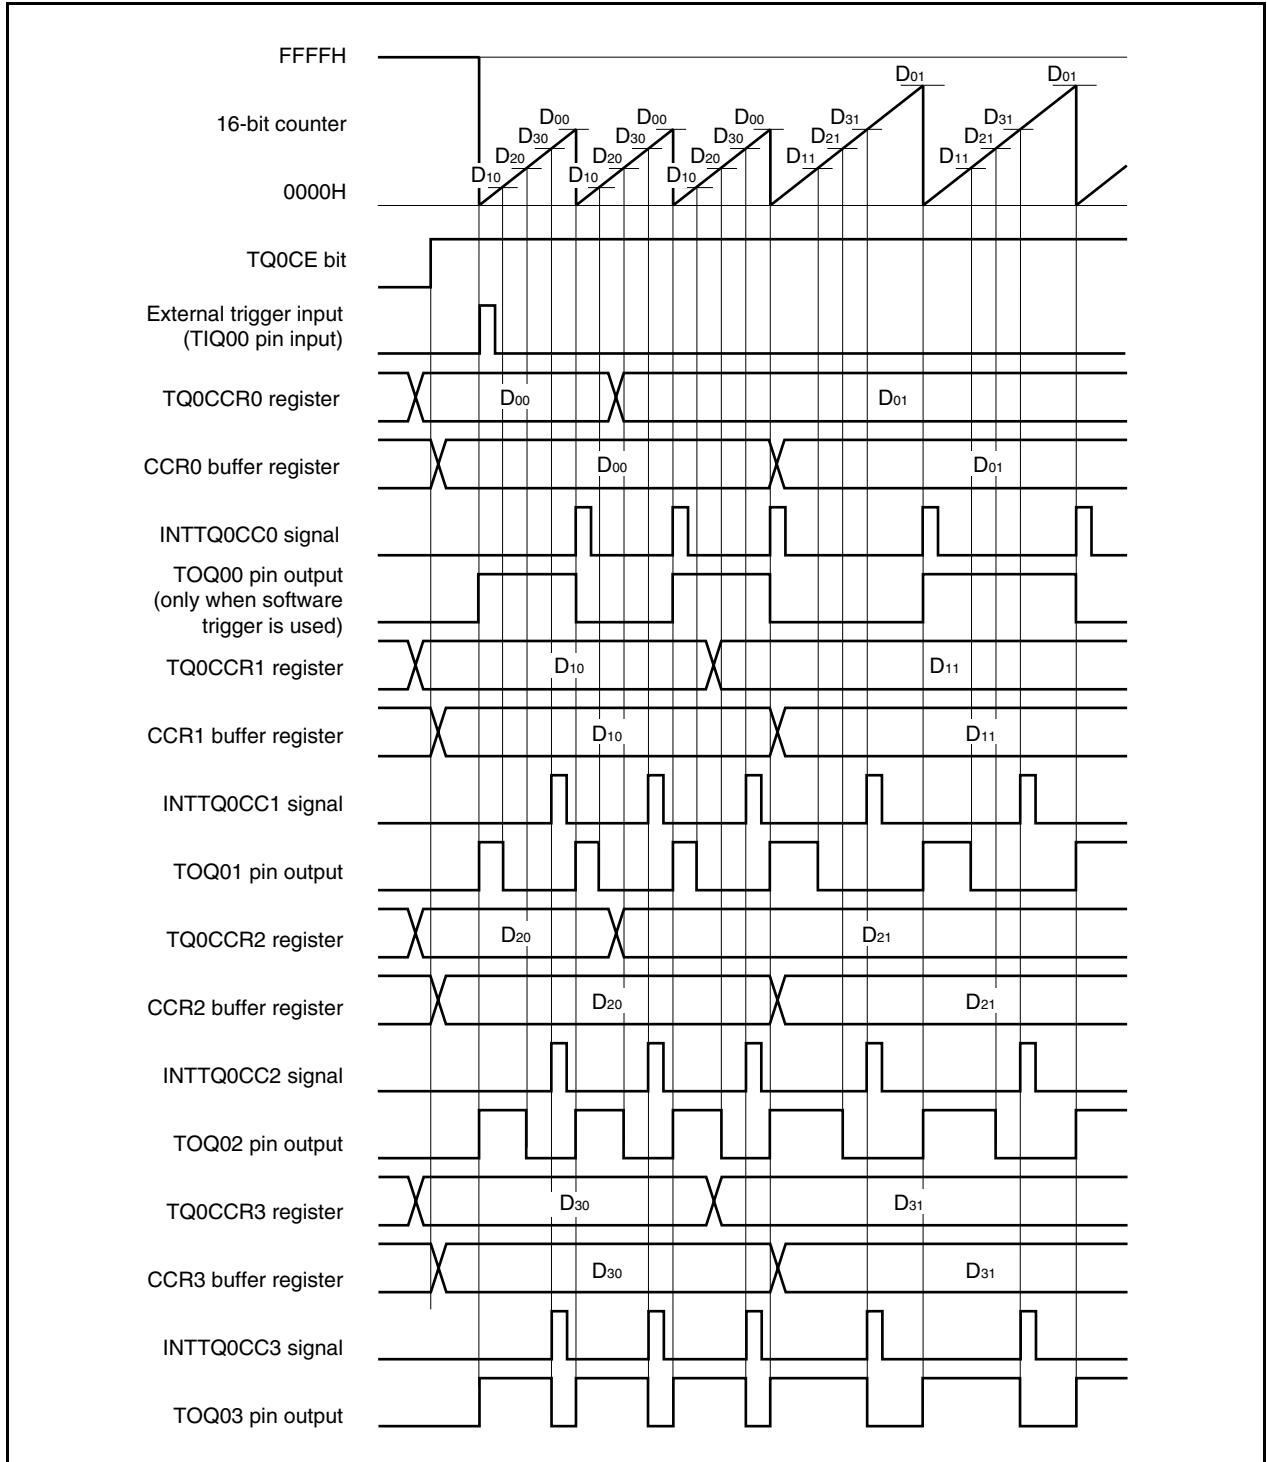 FFFFH
D01 D01
16-bit counter
D00 D00 D00 D31 D31
D30 D30 D30 D21 D21
D20 D20 D20 D11 D11
D10 D10 D10
0000H
TQ0CE bit
External trigger input
(TIQ00 pin input)
TQ0CCR0 register D00 D01
CCR0 buffer register D00 D01
INTTQ0CC0 signal
TOQ00 pin output
(only when software
trigger is used)
TQ0CCR1 register D10 D11
CCR1 buffer register D10 D11
INTTQ0CC1 signal
TOQ01 pin output
TQ0CCR2 register D20 D21
CCR2 buffer register D20 D21
INTTQ0CC2 signal
TOQ02 pin output
TQ0CCR3 register D30 D31
CCR3 buffer register D30 D31
INTTQ0CC3 signal
TOQ03 pin output